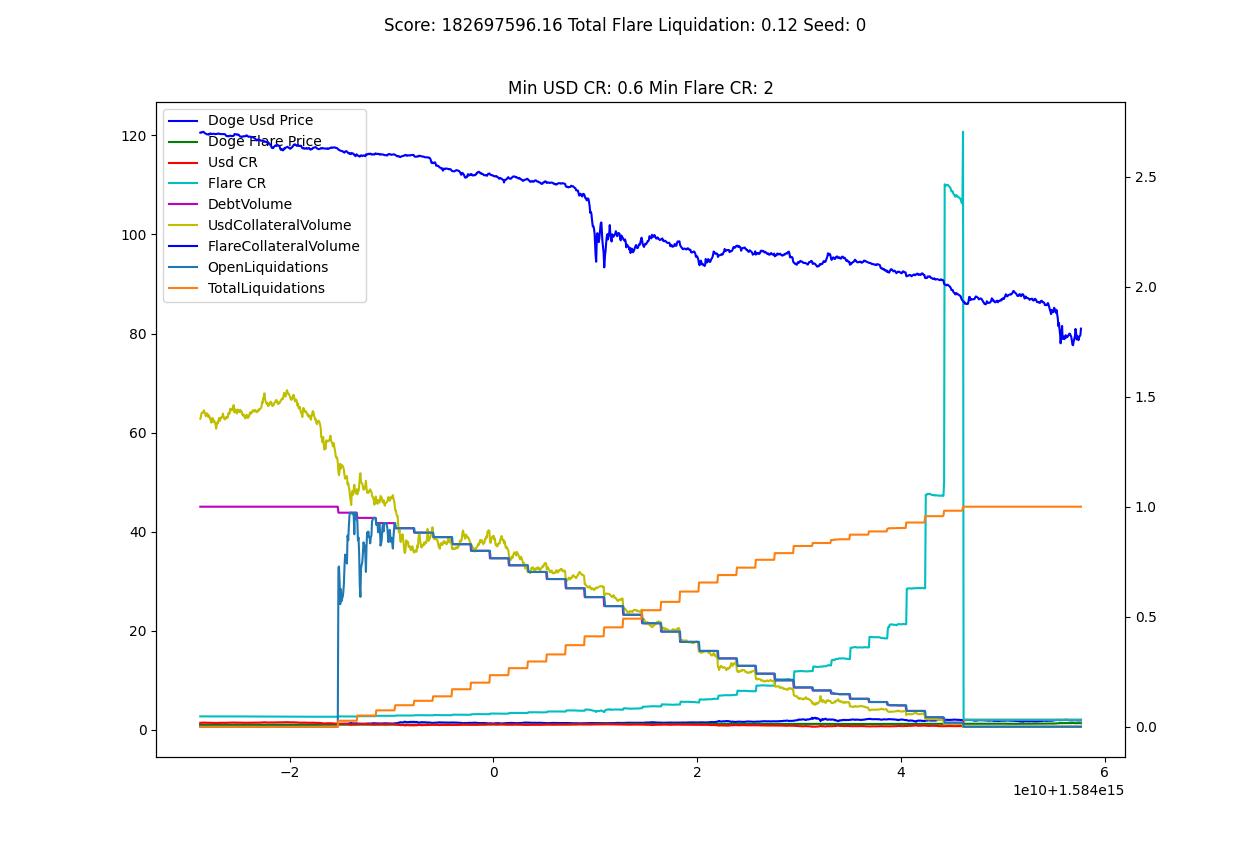 Score: 182697596.16 Total Flare Liquidation: 0.12 Seed: 0
Min USD CR: 0.6 Min Flare CR: 2
Doge Usd Price
Doge Flare Price
Usd CR
Flare CR
DebtVolume
UsdCollateralVolume
FlareCollateralVolume
OpenLiquidations
TotalLiquidations
120
100
80
60
40
20
0
2.5
2.0
1.5
1.0
0.5
0.0
−2 0 2 4 6
1e10+1.584e15